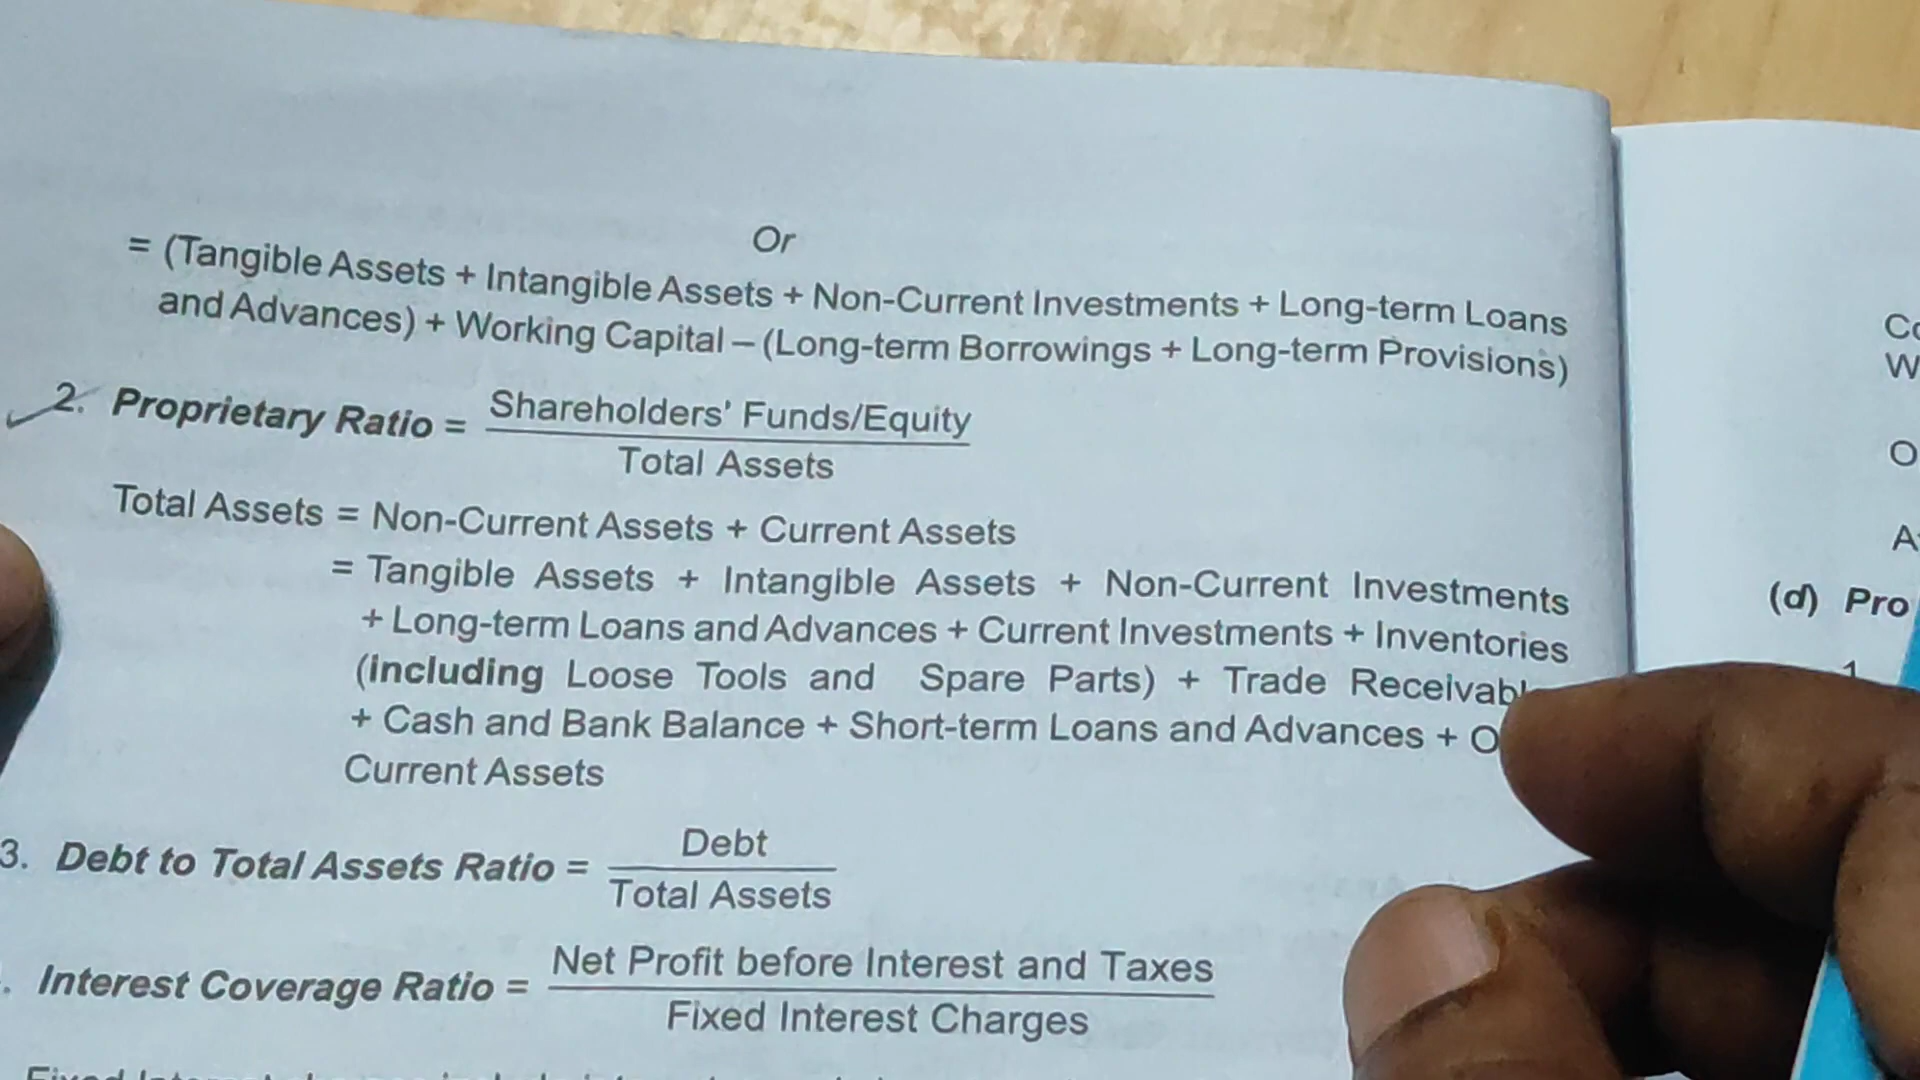 Or
= (Tangible Assets + Intangible Assets + Non-Current Investments + Long-term Loans
and Advances) + Working Capital – (Long-term Borrowings + Long-term Provisions)
2. Proprietary Ratio = Shareholders' Funds/Equity
Total Assets
Total Assets = Non-Current Assets + Current Assets
= Tangible Assets + Intangible Assets + Non-Current Investments
+ Long-term Loans and Advances + Current Investments + Inventories
(including Loose Tools and Spare Parts) + Trade
+ Cash and Bank Balance + Short-term Loans and Advances +
Current Assets
3. Debt to Total Assets Ratio = Debt
Total Assets
. Interest Coverage Ratio = Net Profit before Interest and Taxes
Fixed Interest Charges
(d) Pro